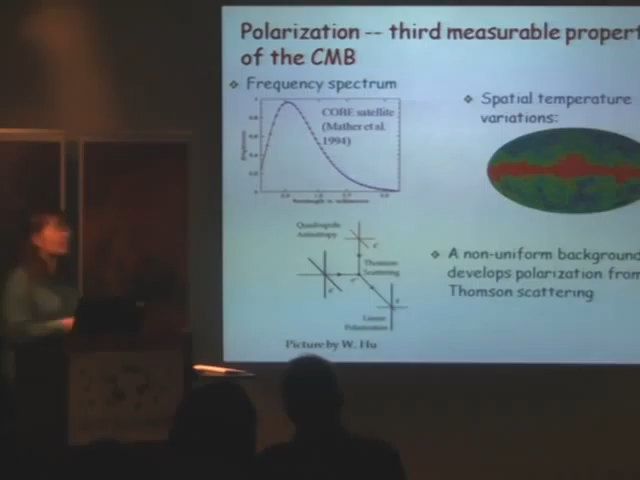 Polarization -- third measurable propert
of the CMB
❖ Frequency spectrum
COBE satellite
(Mather et al.
1994)
❖ Spatial temperature
variations:
Quadrupole
Anisotropy
Thomson
Scattering
Linear
Polarization
❖ A non-uniform background
develops polarization from
Thomson scattering
Picture by W. Hu